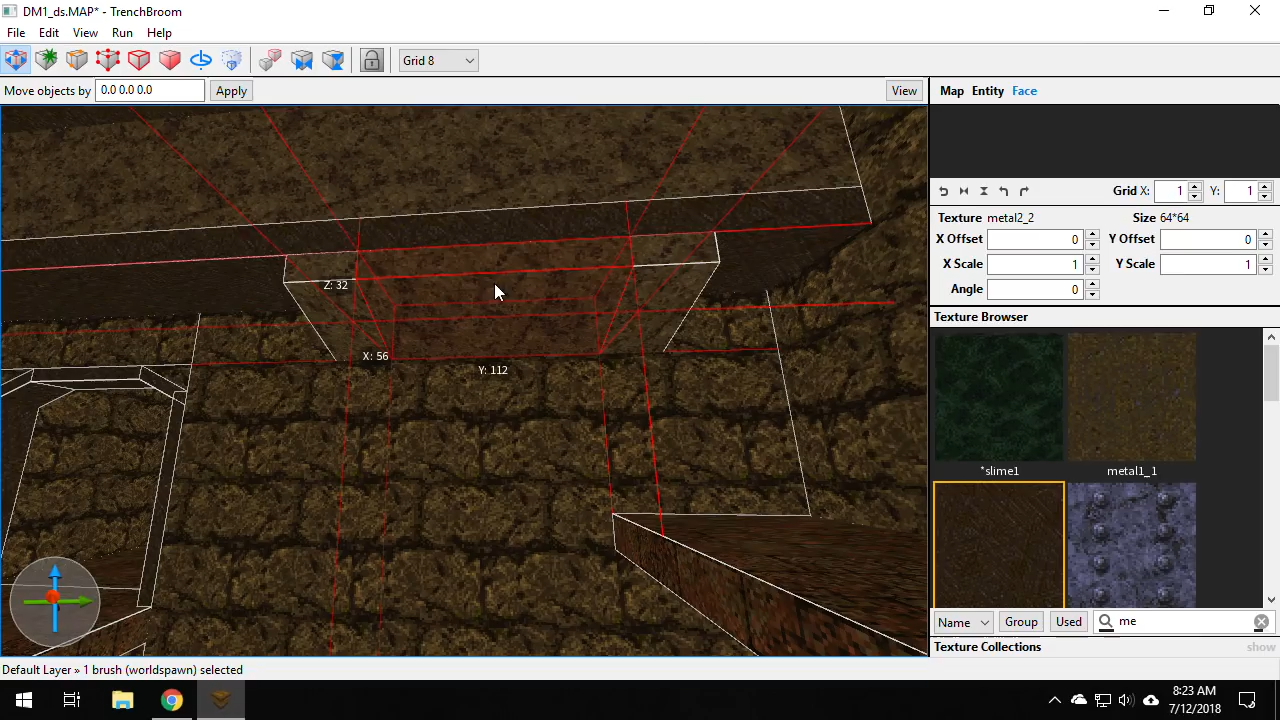 DM1_ds.MAP* - TrenchBroom
File Edit View Run Help
Grid 8
Move objects by 0.0 0.0 0.0 Apply View
Map Entity Face
Grid X: 1 Y: 1
Texture metal2_2 Size 64*64
X Offset 0 Y Offset 0
X Scale 1 Y Scale 1
Angle 0
Texture Browser
Z: 32
X: 56
Y: 112
*slime1 metal1_1
Name Group Used me
Texture Collections show
Default Layer » 1 brush (worldspawn) selected
8:23 AM
7/12/2018